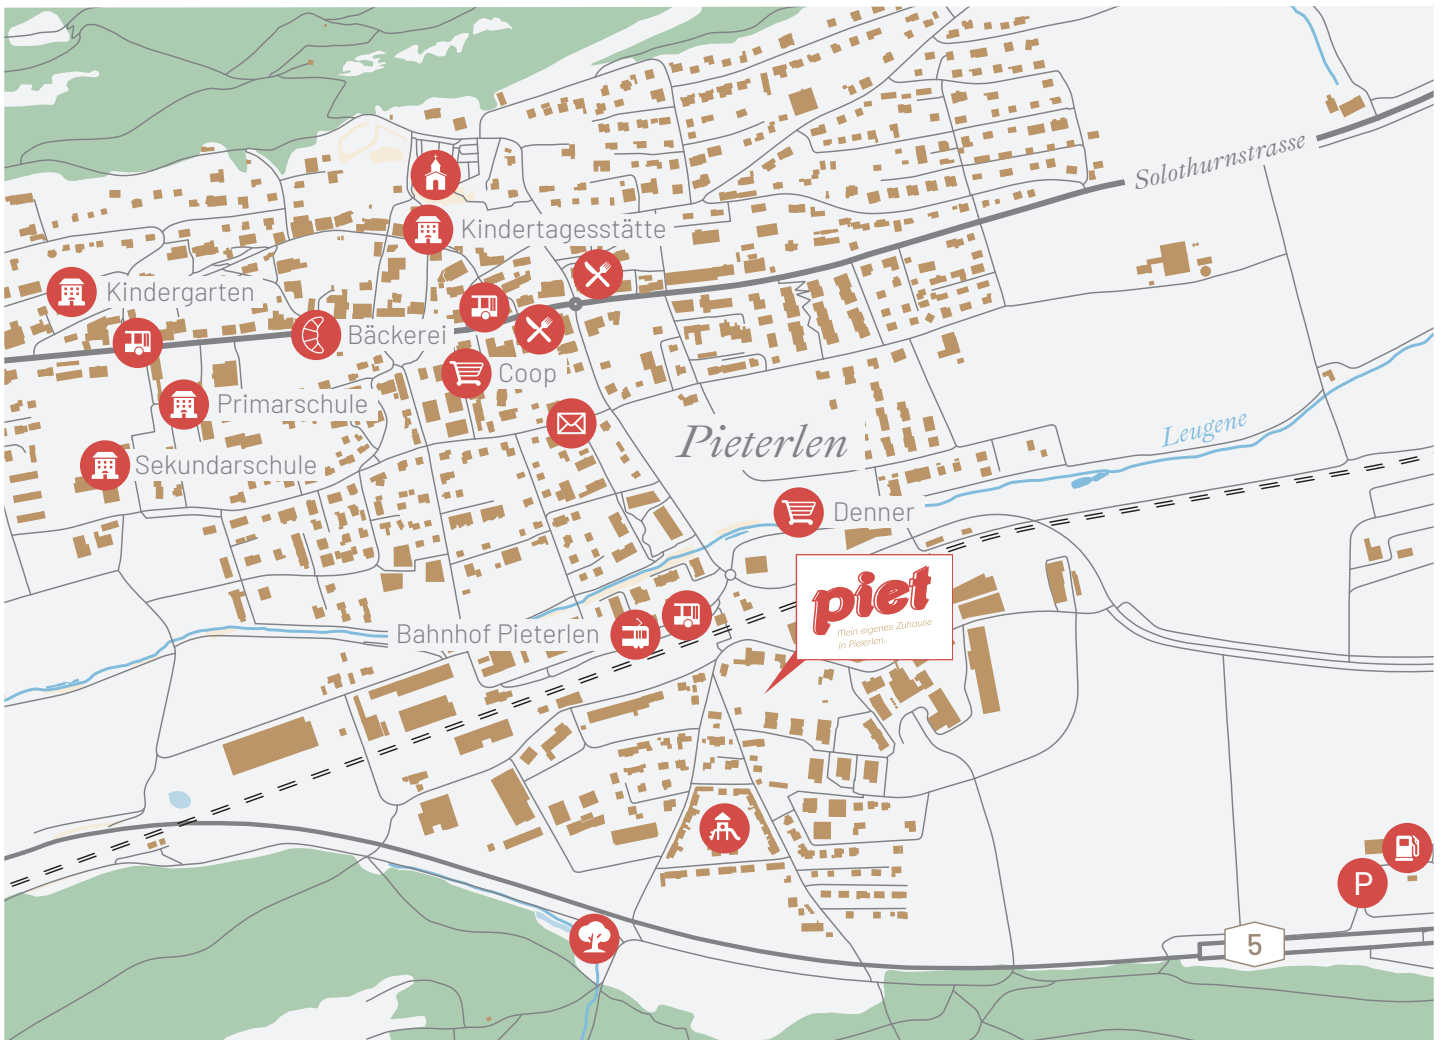 Solothurnstrasse
Kindertagesstätte
Kindergarten
Bäckerei
Coop
Primarschule
Pieterlen
Leugene
Sekundarschule
Denner
piet
Mein eigenes Zuhause
in Pieterlen.
Bahnhof Pieterlen
P
5